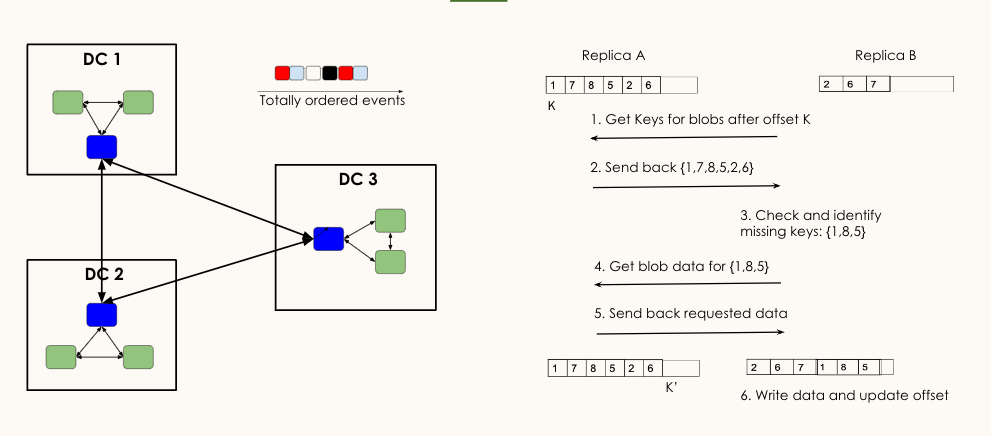 DC 1
Totally ordered events
DC 3
DC 2
Replica A
Replica B
1 7 8 5 2 6
2 6 7
K
1. Get Keys for blobs after offset K
2. Send back {1,7,8,5,2,6}
3. Check and identify
missing keys: {1,8,5}
4. Get blob data for {1,8,5}
5. Send back requested data
1 7 8 5 2 6
2 6 7 1 8 5
K’
6. Write data and update offset